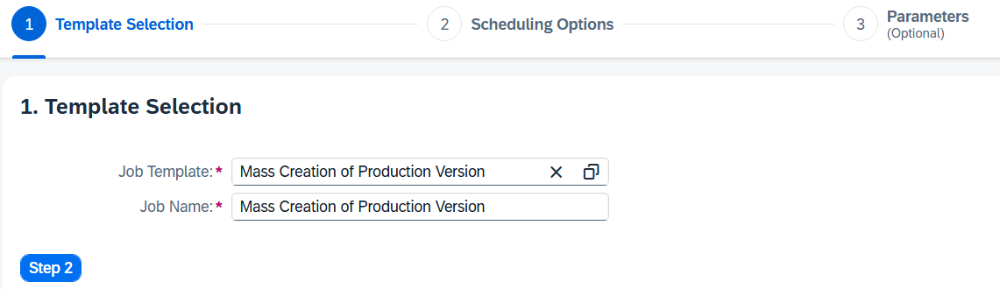 1 Template Selection 2 Scheduling Options 3 Parameters
(Optional)
1. Template Selection
Job Template:* Mass Creation of Production Version
Job Name:* Mass Creation of Production Version
Step 2